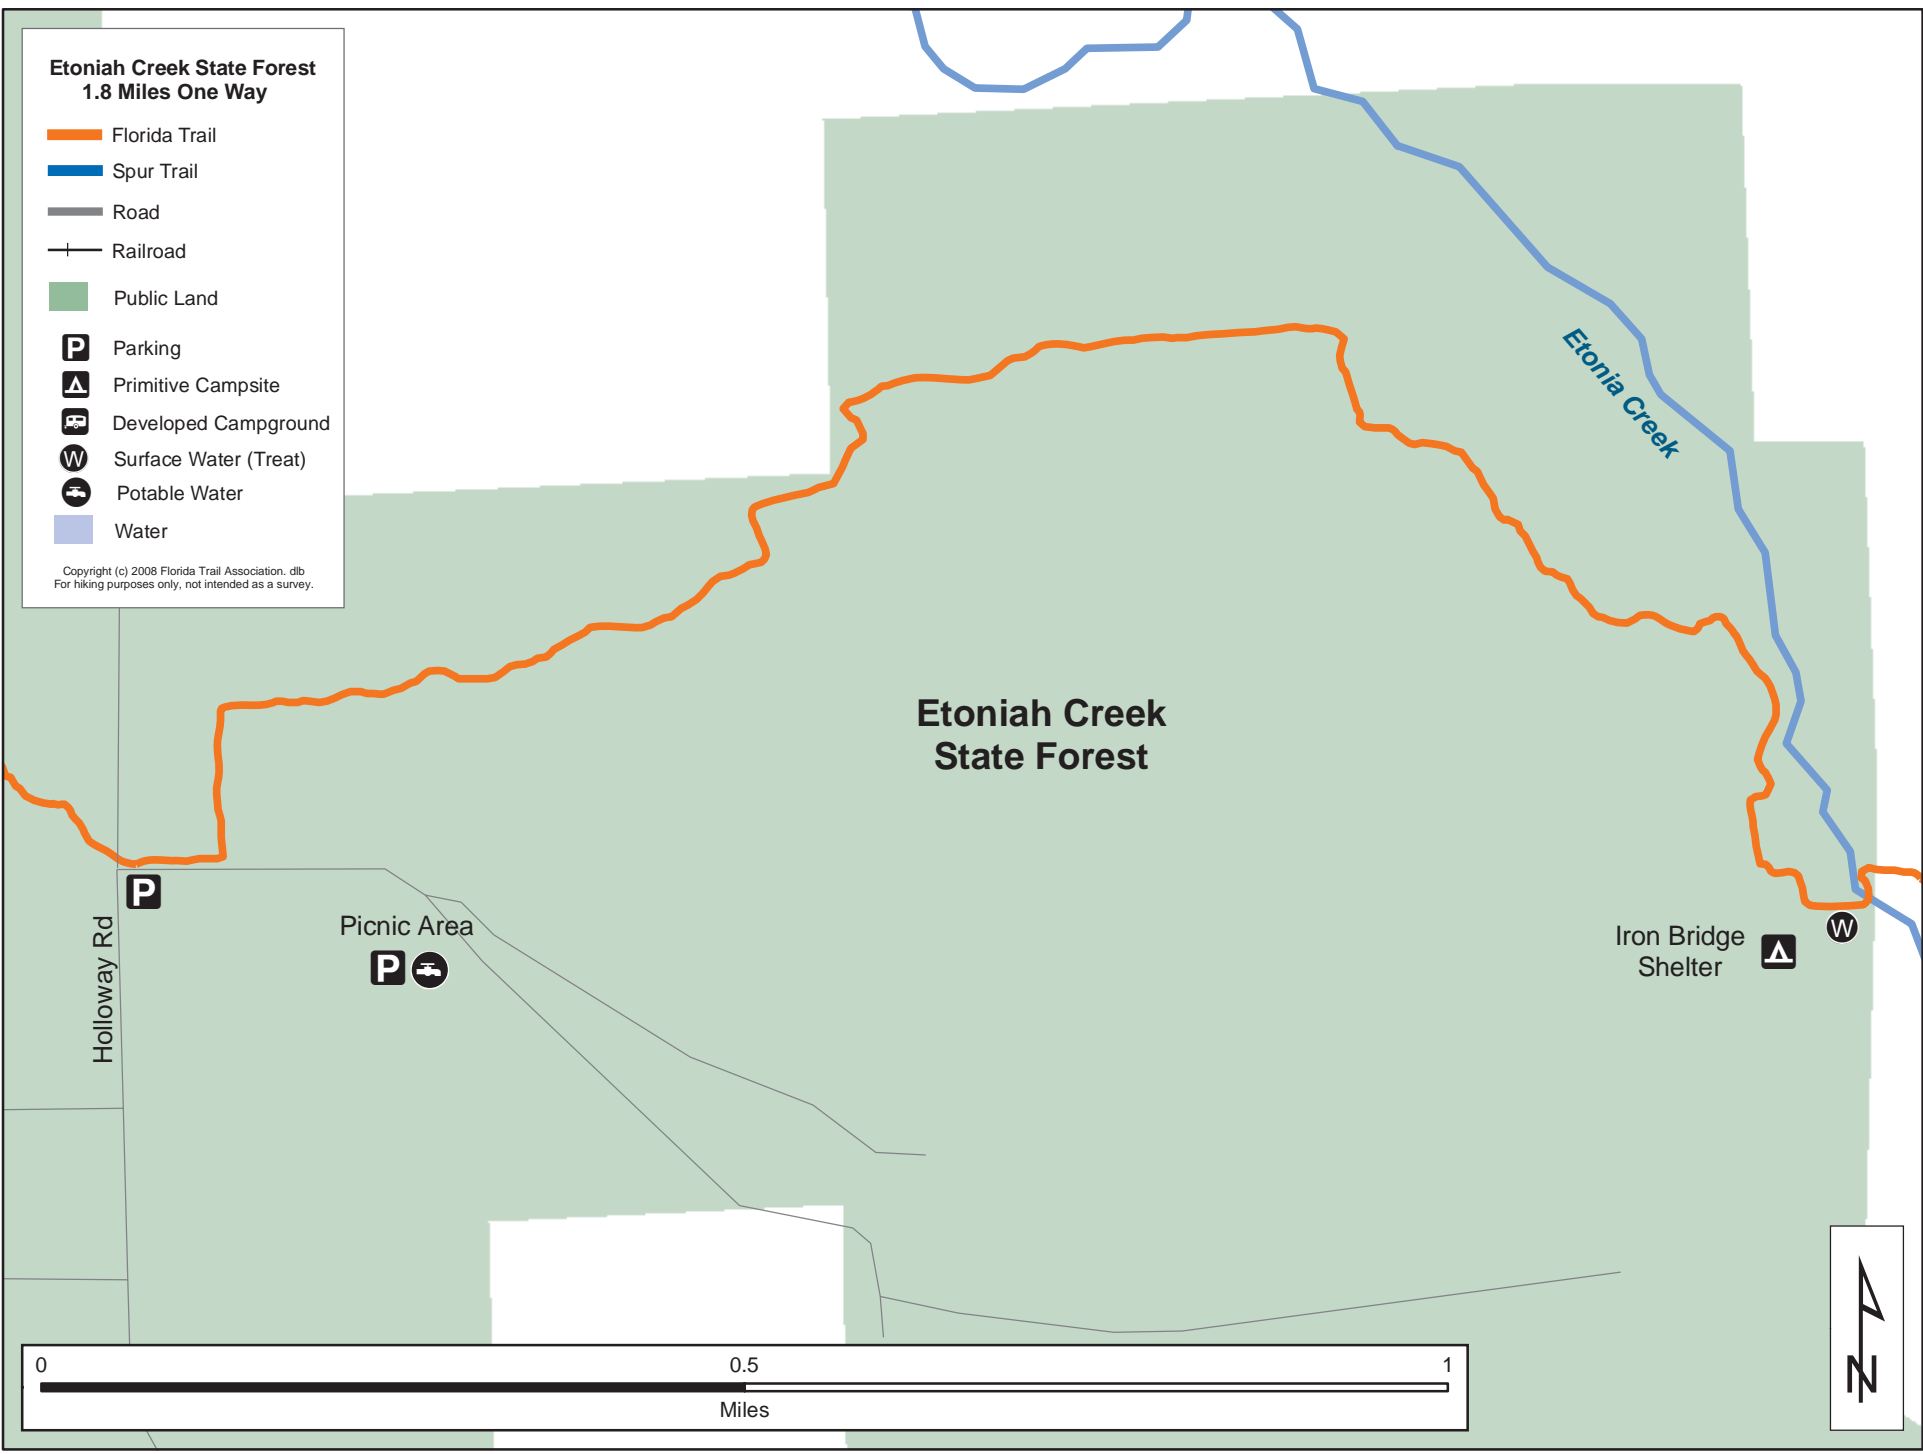 Etoniah Creek State Forest
1.8 Miles One Way
Florida Trail
Spur Trail
Road
Railroad
Public Land
P Parking
Primitive Campsite
Developed Campground
W Surface Water (Treat)
Potable Water
Water
Copyright (c) 2008 Florida Trail Association. dlb
For hiking purposes only, not intended as a survey.
Etonia Creek
Etoniah Creek
State Forest
P
Holloway Rd
Picnic Area
P
Iron Bridge
Shelter
W
0 0.5 1
Miles
N